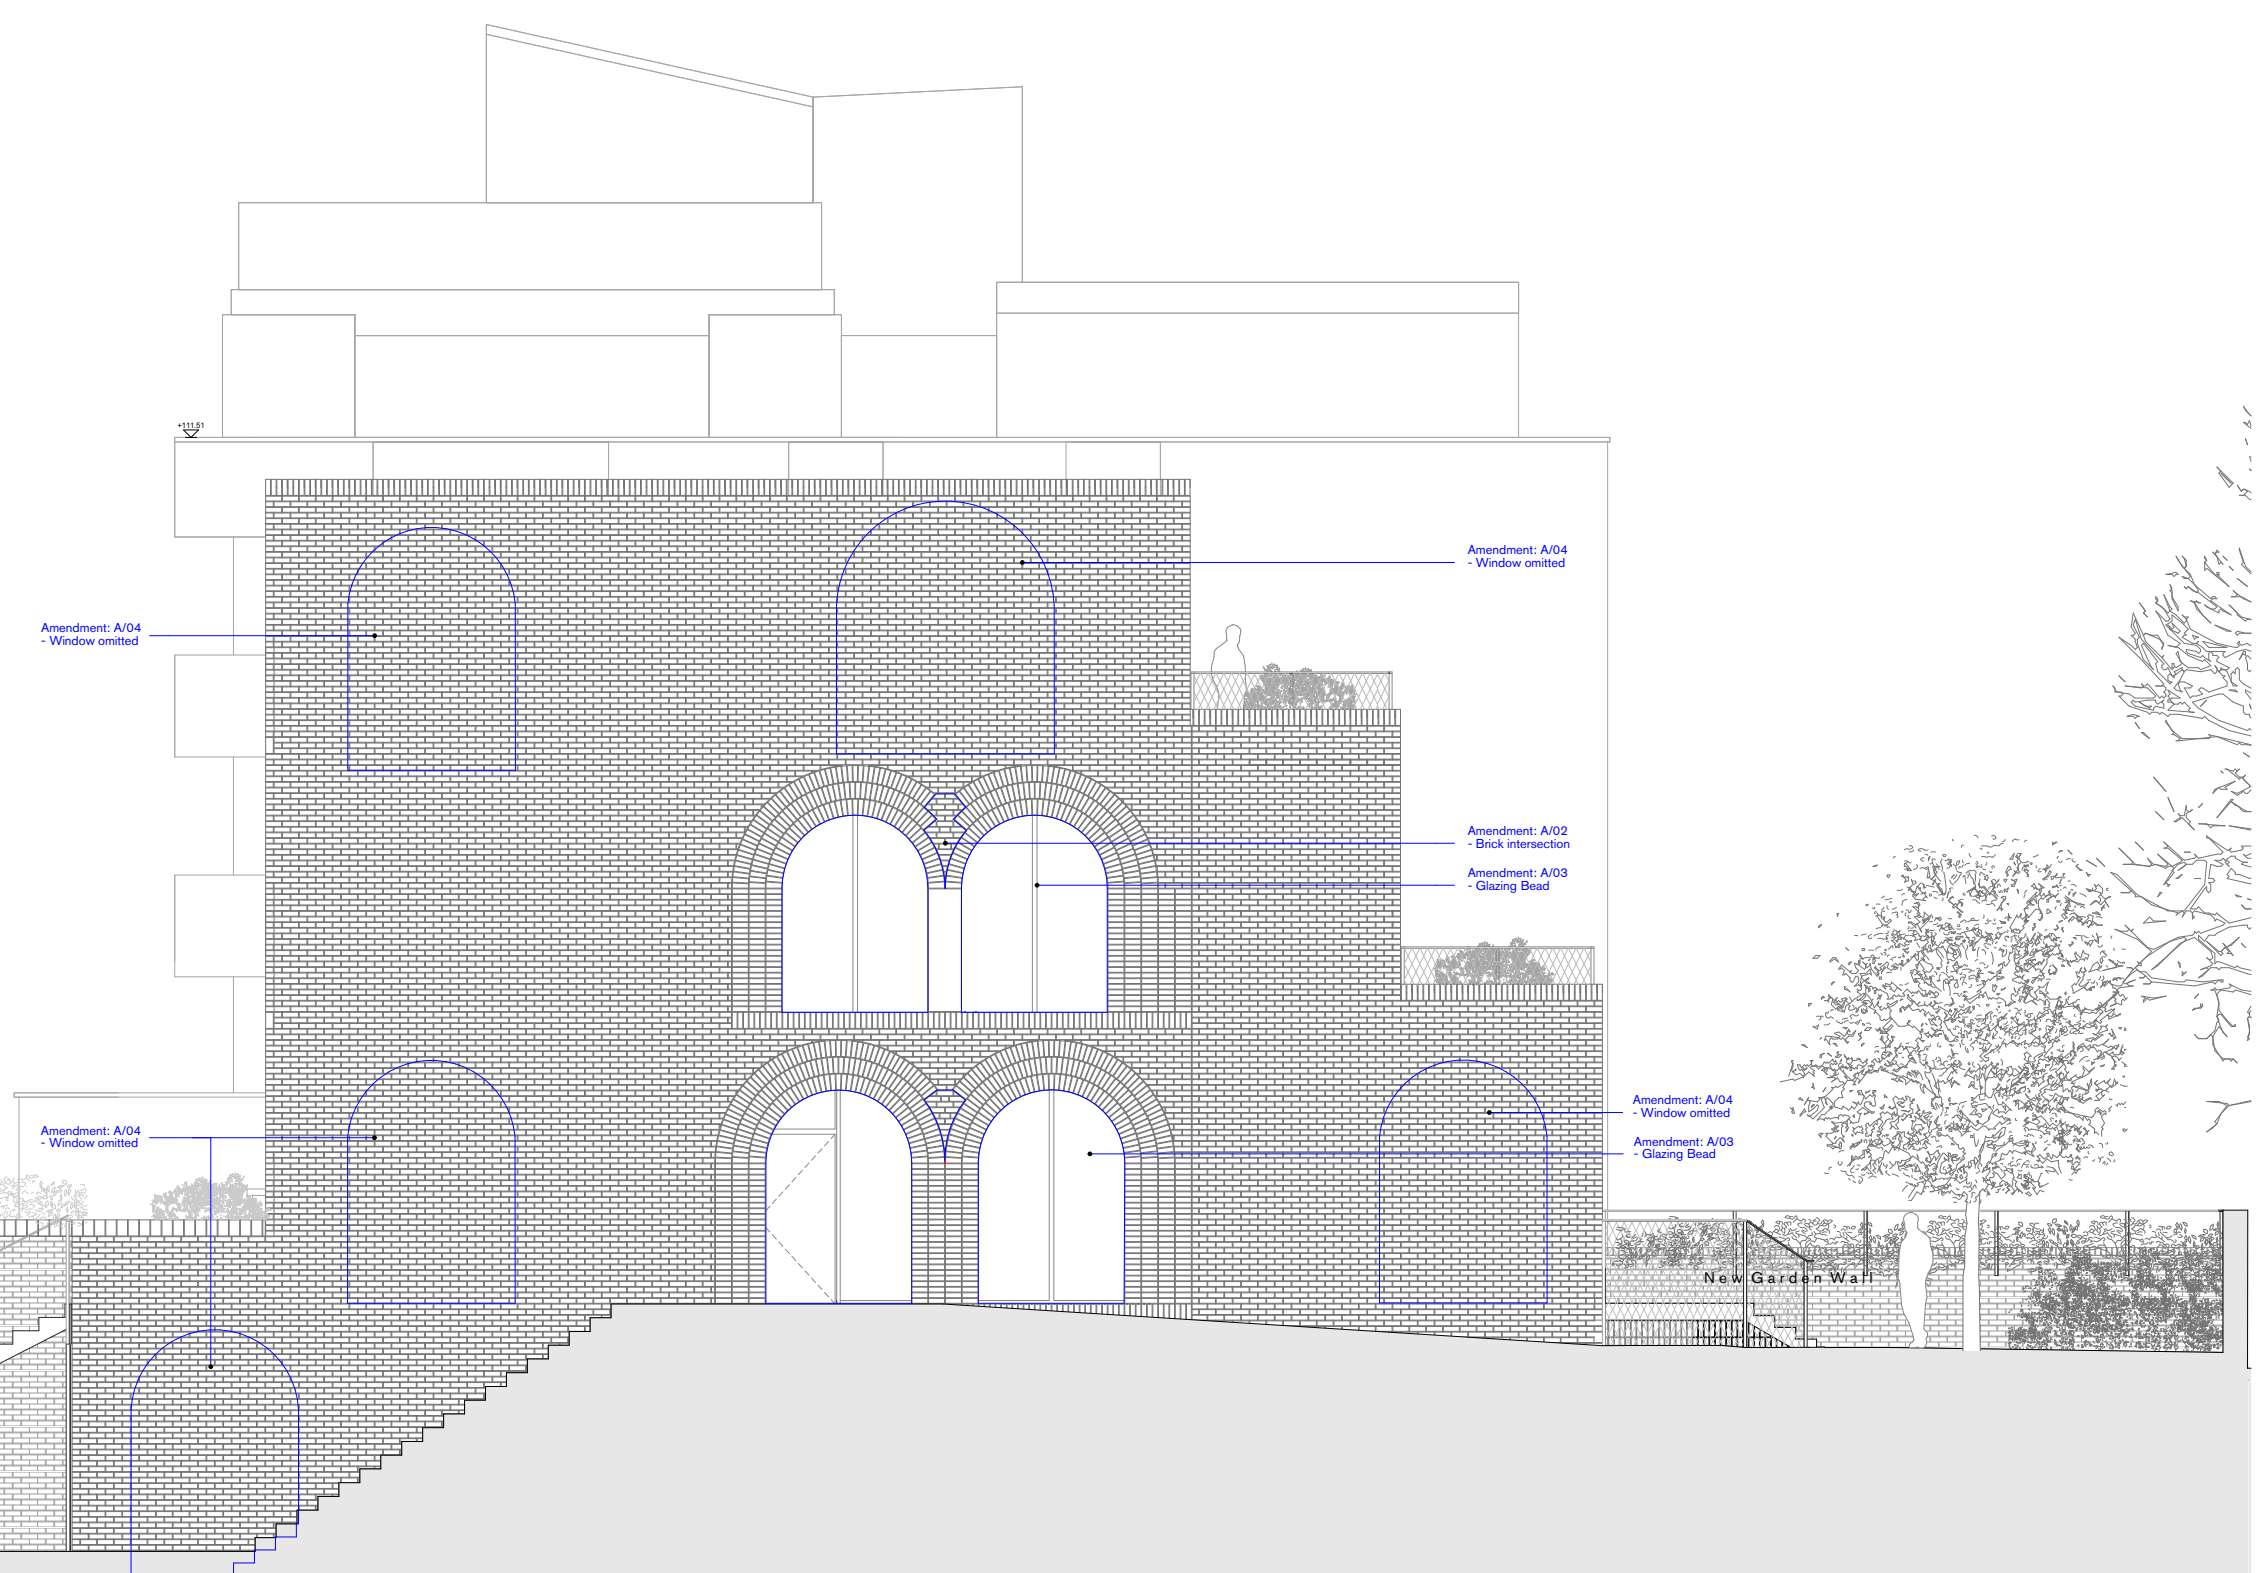 +111.51
Amendment: A/04
- Window omitted
Amendment: A/04
- Window omitted
Amendment: A/02
- Brick intersection
Amendment: A/03
- Glazing Bead
Amendment: A/04
- Window omitted
Amendment: A/04
- Window omitted
Amendment: A/03
- Glazing Bead
New Garden Wall